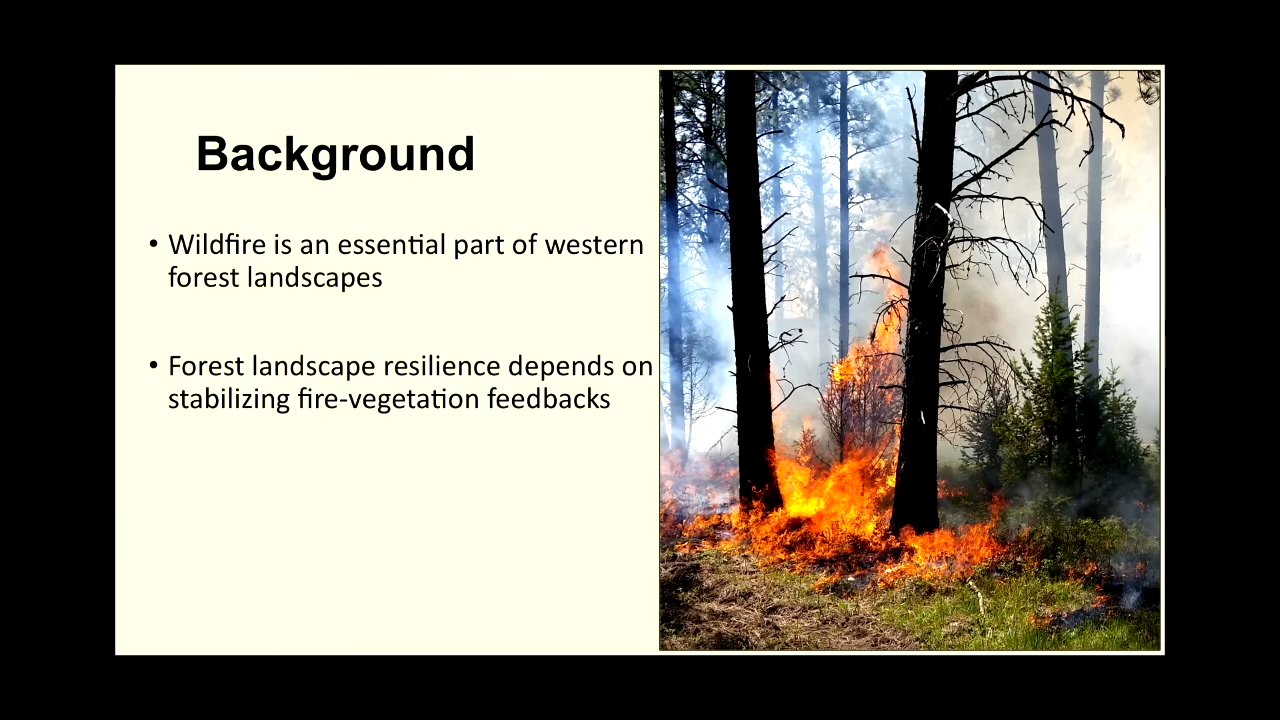 Background
• Wildfire is an essential part of western
forest landscapes
• Forest landscape resilience depends on
stabilizing fire-vegetation feedbacks